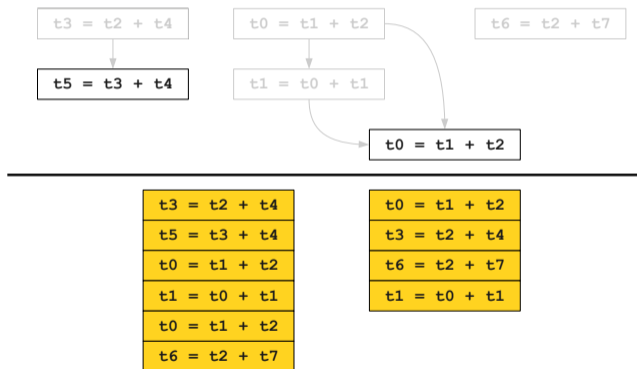 t3 = t2 + t4
t0 = t1 + t2
t6 = t2 + t7
t5 = t3 + t4
t1 = t0 + t1
t0 = t1 + t2
t3 = t2 + t4
t5 = t3 + t4
t0 = t1 + t2
t1 = t0 + t1
t0 = t1 + t2
t6 = t2 + t7
t0 = t1 + t2
t3 = t2 + t4
t6 = t2 + t7
t1 = t0 + t1